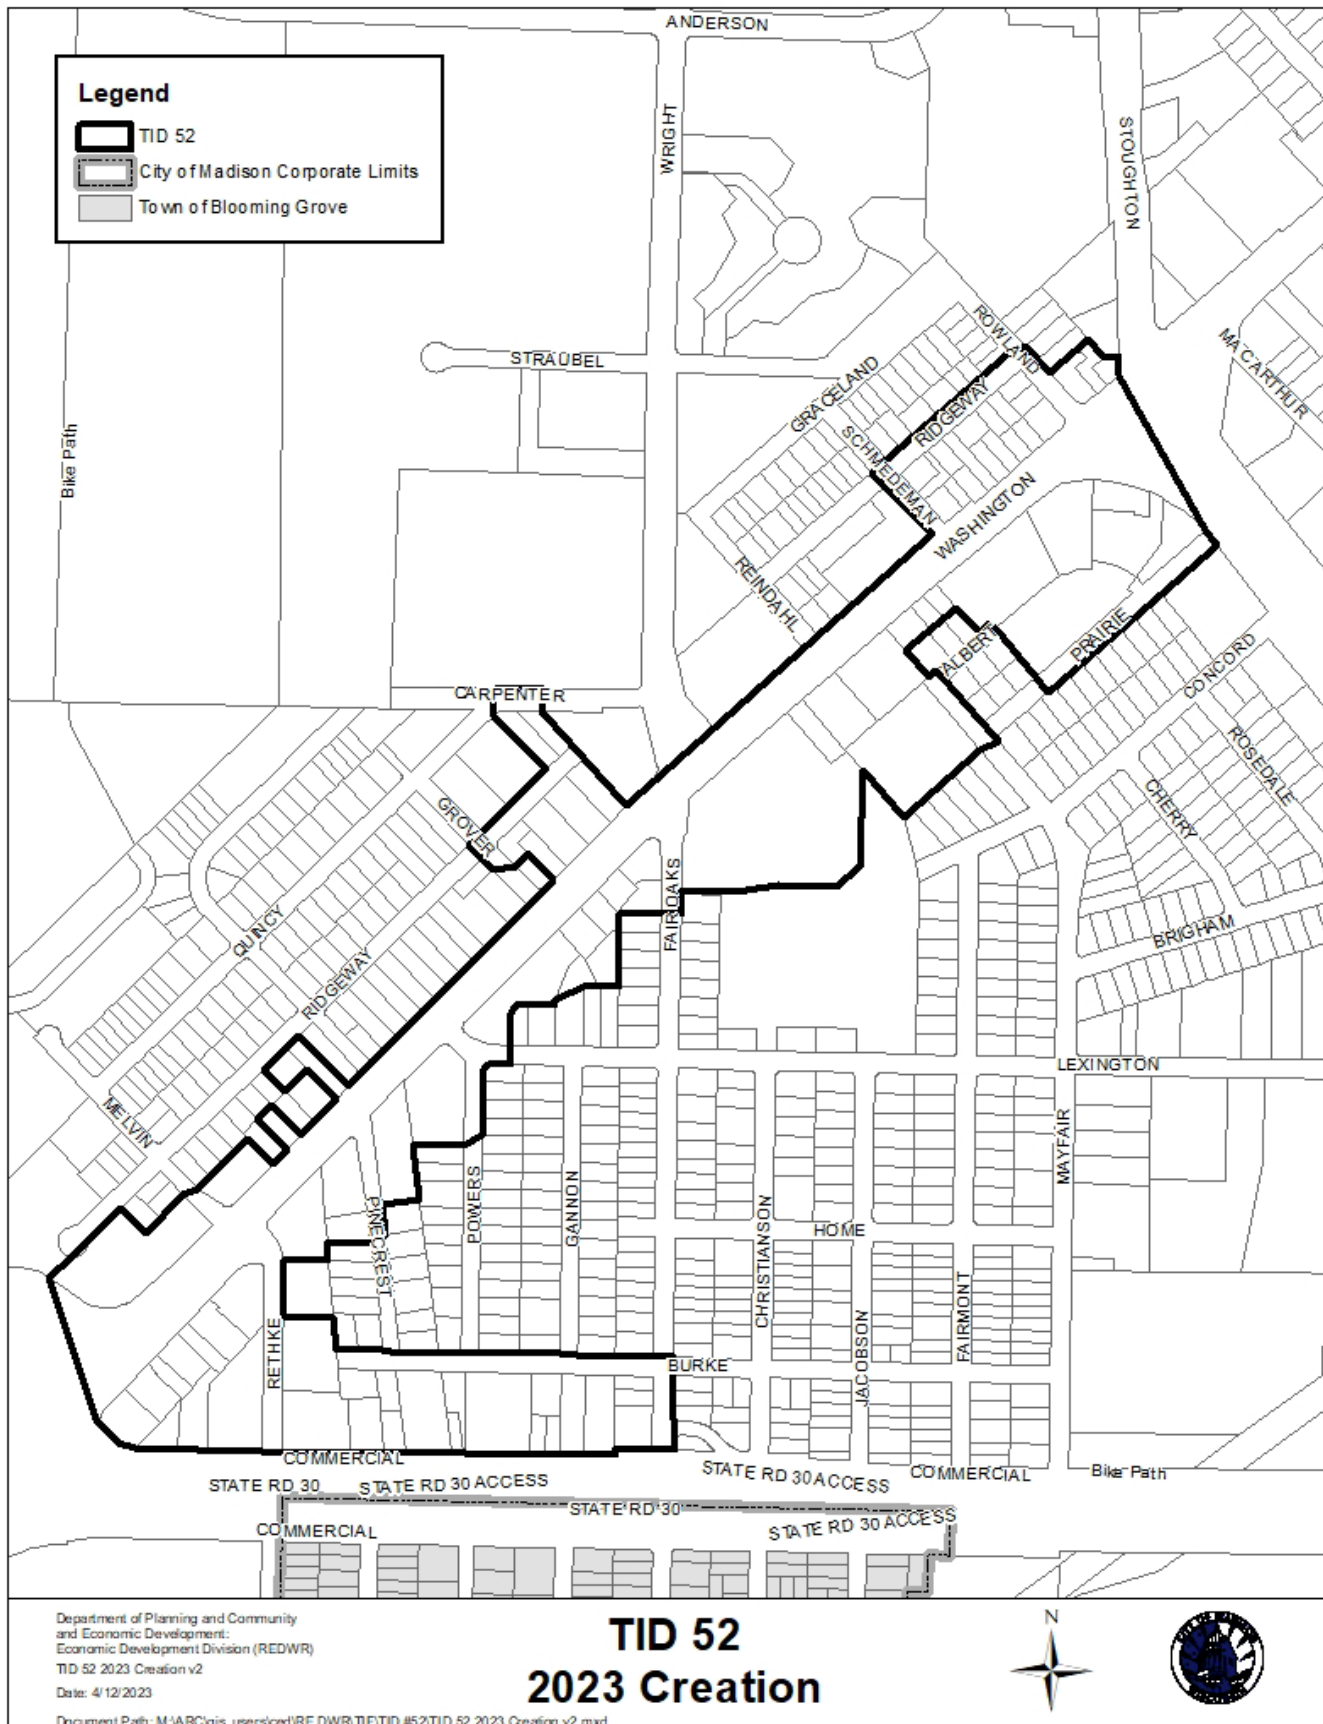 ANDERSON
Legend
TID 52
City of Madison Corporate Limits
Town of Blooming Grove
WRIGHT
STOUGHTON
STRAUBEL
ROWLAND
MACARTHUR
GRACELAND
RIDGEWAY
SCHMEDEMAN
Bike Path
WASHINGTON
REINDAHL
ALBERT
PRAIRIE
CONCORD
CARPENTER
ROSEDALE
CHERRY
GROVER
FAIROAKS
QUINCY
BRIGHAM
RIDGEWAY
LEXINGTON
MELVIN
MAYFAIR
POWERS
PINECREST
GANNON
CHRISTIANSON
HOME
FAIRMONT
JACOBSON
RETHKE
BURKE
COMMERCIAL
STATE RD 30
STATE RD 30 ACCESS
STATE RD 30 ACCESS
COMMERCIAL
Bike Path
STATE RD 30
STATE RD 30 ACCESS
COMMERCIAL
Department of Planning and Community
and Economic Development:
Economic Development Division (REDWR)
TID 52 2023 Creation v2
Date: 4/12/2023
TID 52
2023 Creation
N